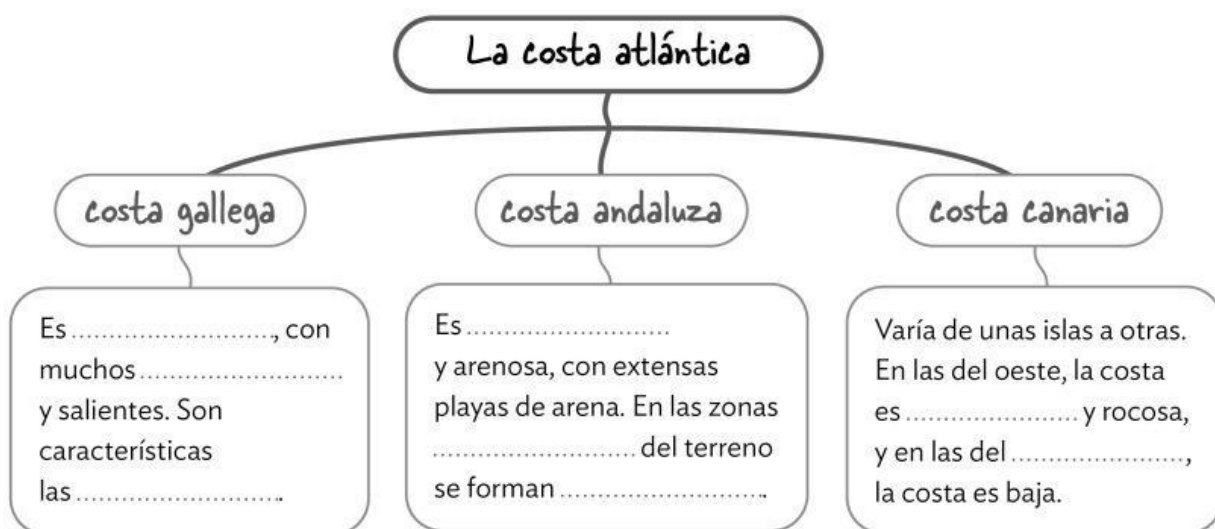 La costa atlántica
costa gallega
Es ............................, con
muchos ............................
y salientes. Son
características
las ............................
costa andaluza
Es ............................
y arenosa, con extensas
playas de arena. En las zonas
............................ del terreno
se forman ............................
costa canaria
Varía de unas islas a otras.
En las del oeste, la costa
es ........................ y rocosa,
y en las del ........................,
la costa es baja.